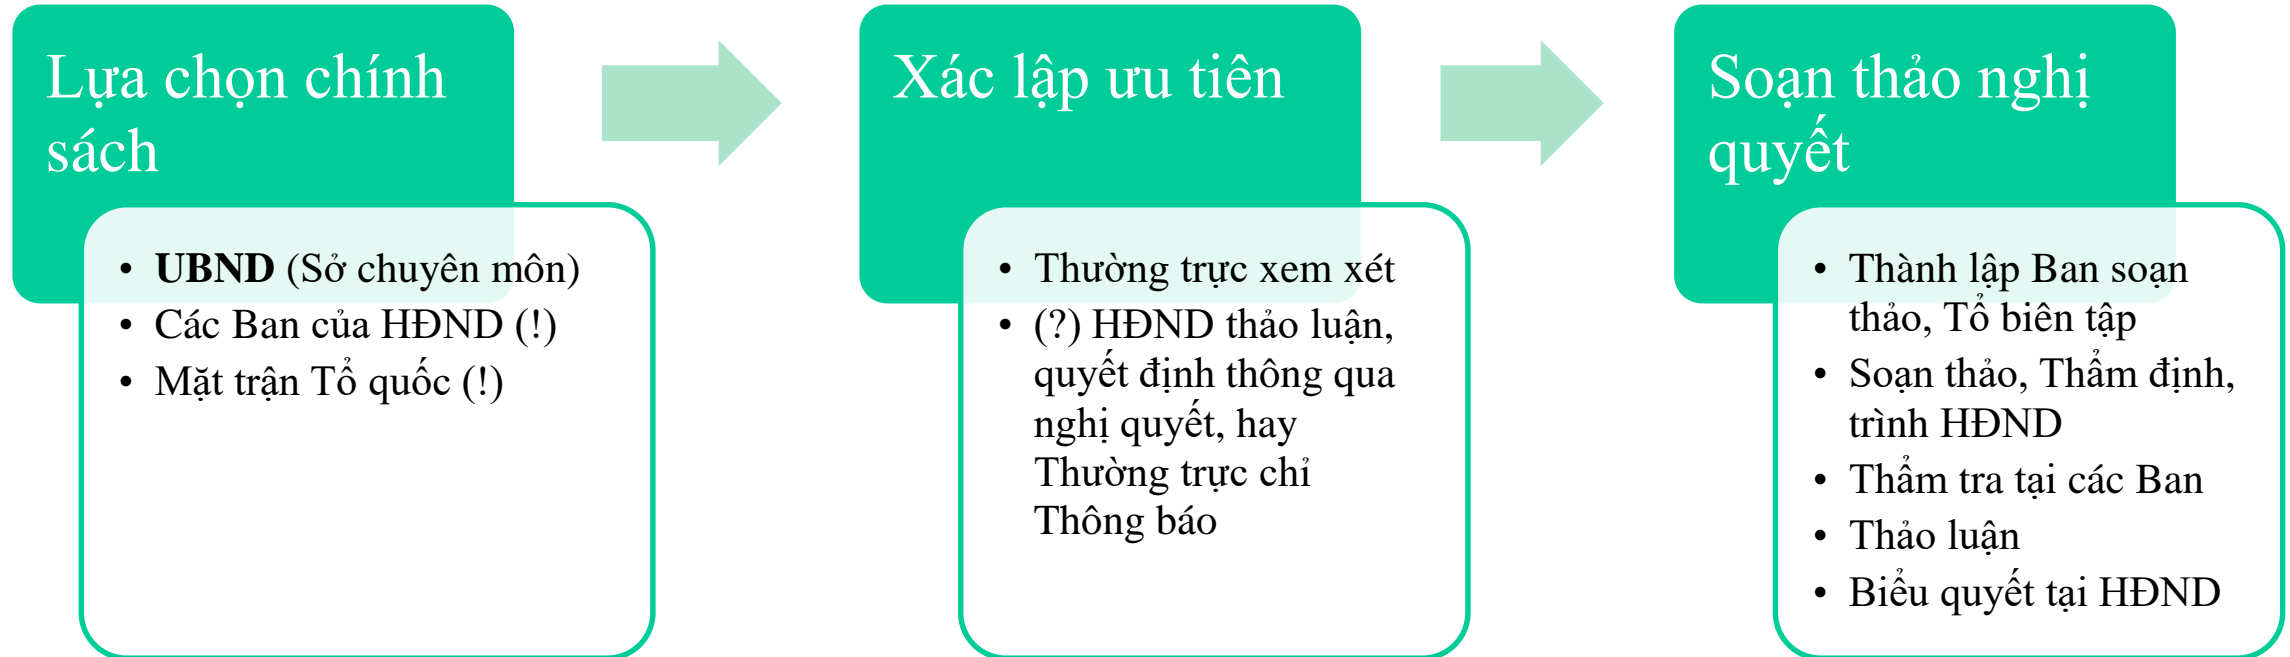 Lựa chọn chính
sách
• UBND (Sở chuyên môn)
• Các Ban của HĐND (!)
• Mặt trận Tổ quốc (!)
Xác lập ưu tiên
• Thường trực xem xét
• (?) HĐND thảo luận,
quyết định thông qua
nghị quyết, hay
Thường trực chỉ
Thông báo
Soạn thảo nghị
quyết
• Thành lập Ban soạn
thảo, Tổ biên tập
• Soạn thảo, Thẩm định,
trình HĐND
• Thẩm tra tại các Ban
• Thảo luận
• Biểu quyết tại HĐND